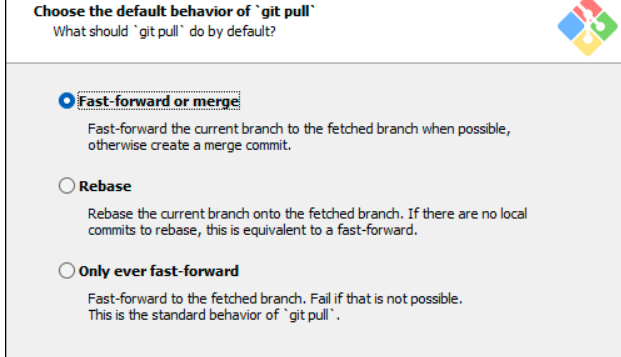 Choose the default behavior of `git pull`
What should `git pull` do by default?
Fast-forward or merge
Fast-forward the current branch to the fetched branch when possible,
otherwise create a merge commit.
Rebase
Rebase the current branch onto the fetched branch. If there are no local
commits to rebase, this is equivalent to a fast-forward.
Only ever fast-forward
Fast-forward to the fetched branch. Fail if that is not possible.
This is the standard behavior of `git pull`.